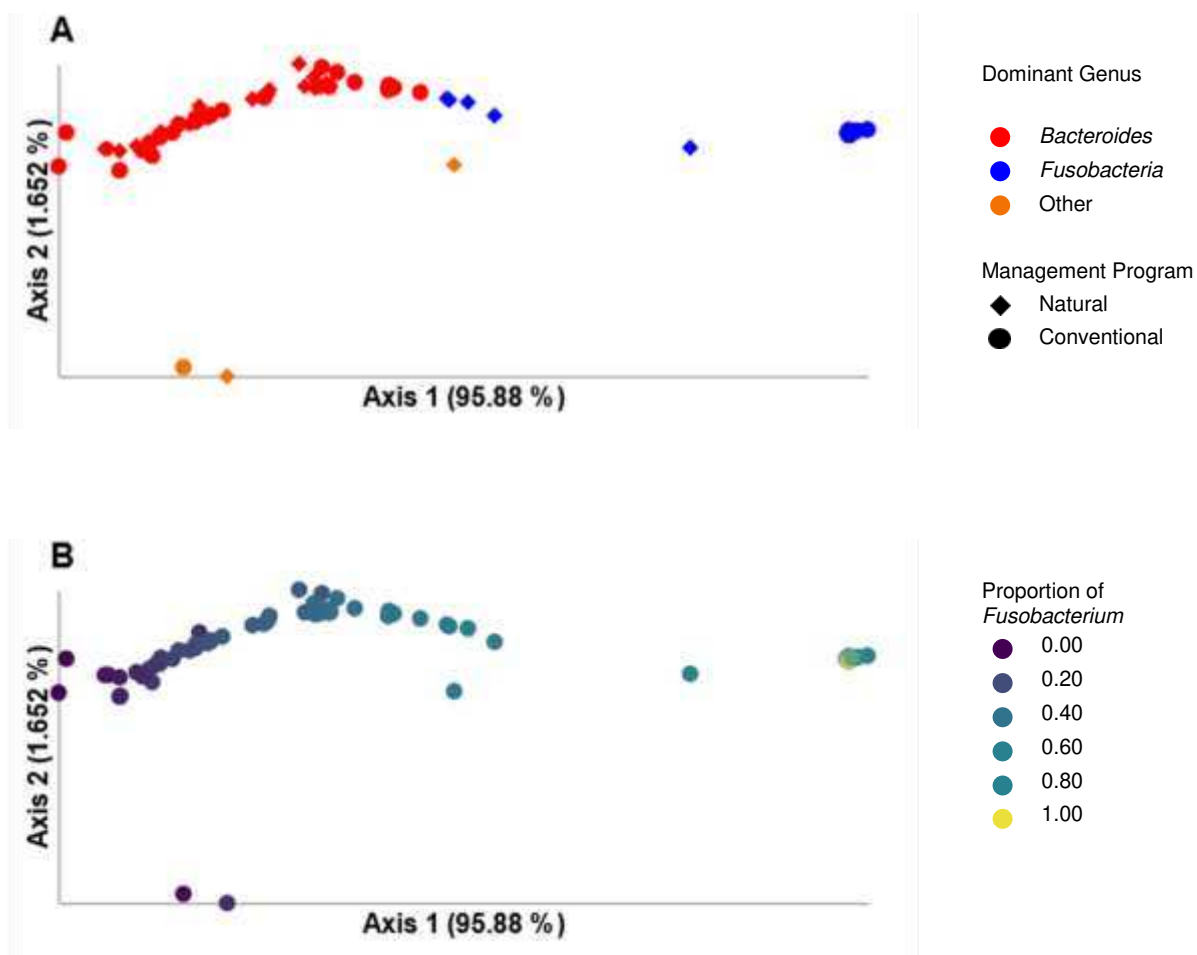 A
Axis 2 (1.652 %)
Axis 1 (95.88 %)
Dominant Genus
Bacteroides
Fusobacteria
Other
Management Program
Natural
Conventional
B
Axis 2 (1.652 %)
Axis 1 (95.88 %)
Proportion of
Fusobacterium
0.00
0.20
0.40
0.60
0.80
1.00